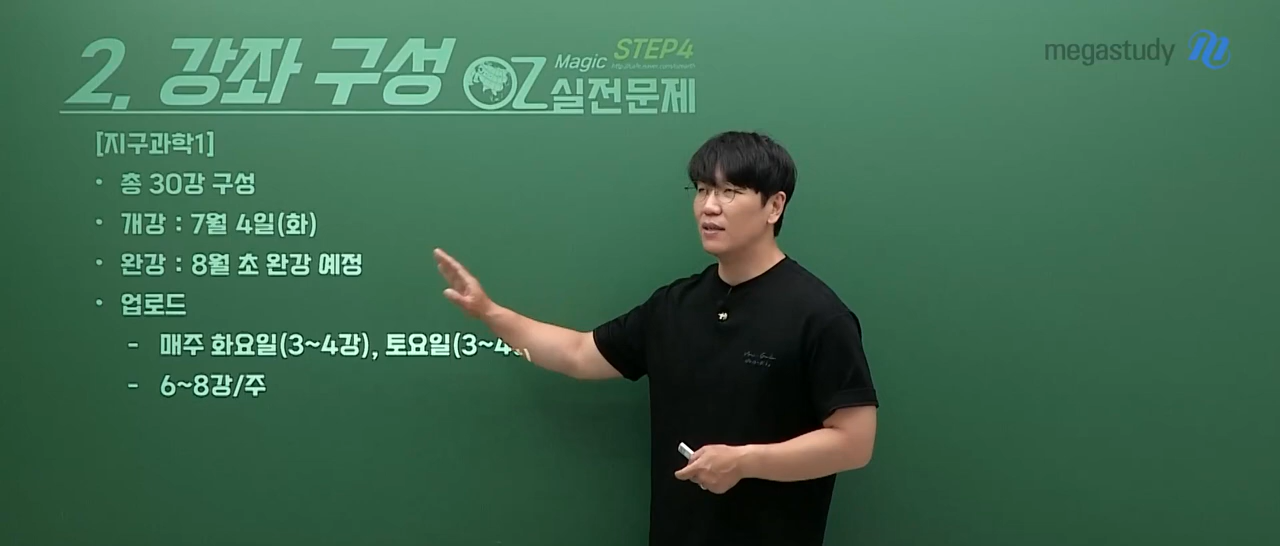 2. 강좌 구성 OZ Magic STEP4 실전문제
megastudy
[지구과학1]
• 총 30강 구성
• 개강 : 7월 4일(화)
• 완강 : 8월 초 완강 예정
• 업로드
- 매주 화요일(3~4강), 토요일(3~4
- 6~8강/주